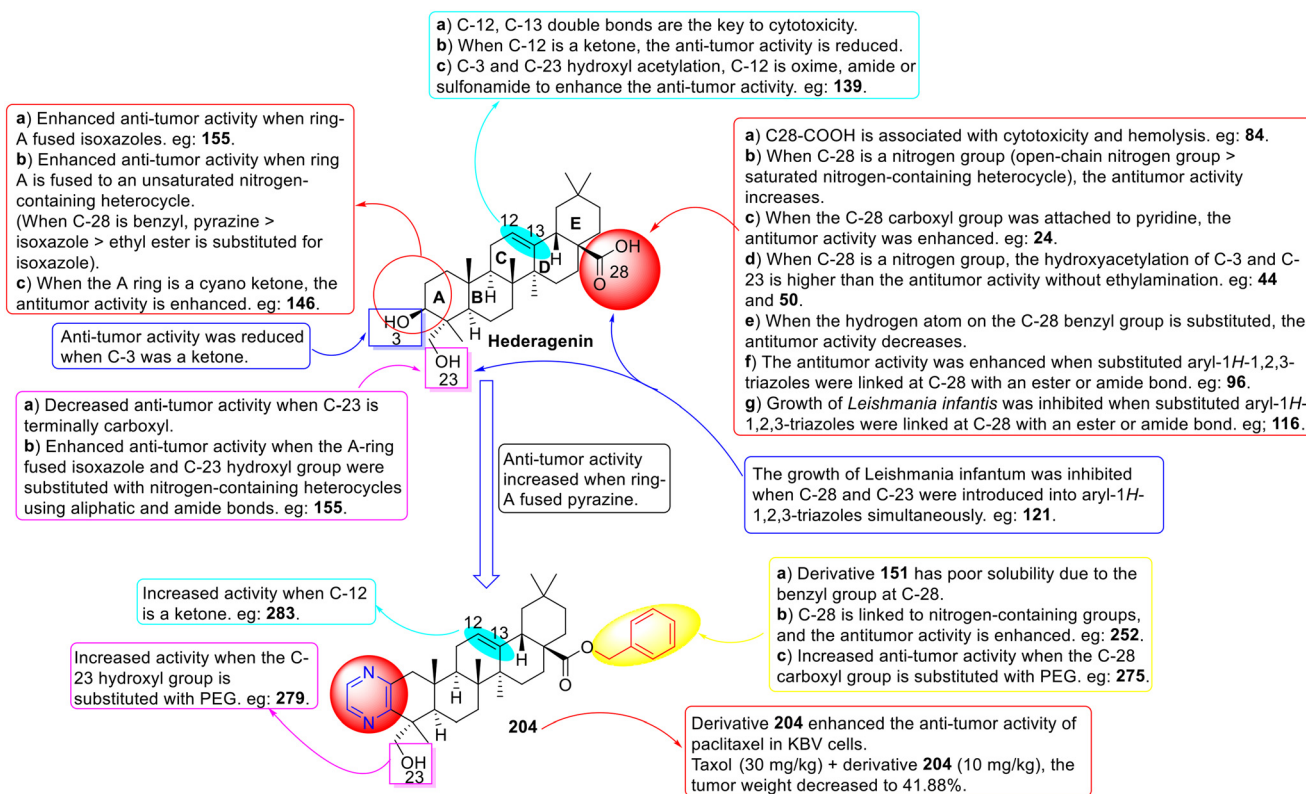 a) C-12, C-13 double bonds are the key to cytotoxicity.
b) When C-12 is a ketone, the anti-tumor activity is reduced.
c) C-3 and C-23 hydroxyl acetylation, C-12 is oxime, amide or
sulfonamide to enhance the anti-tumor activity. eg: 139.
a) Enhanced anti-tumor activity when ring-
A fused isoxazoles. eg: 155.
b) Enhanced anti-tumor activity when ring
A is fused to an unsaturated nitrogen-
containing heterocycle.
(When C-28 is benzyl, pyrazine >
isoxazole > ethyl ester is substituted for
isoxazole).
c) When the A ring is a cyano ketone, the
antitumor activity is enhanced. eg: 146.
Anti-tumor activity was reduced
when C-3 was a ketone.
a) Decreased anti-tumor activity when C-23 is
terminally carboxyl.
b) Enhanced anti-tumor activity when the A-ring
fused isoxazole and C-23 hydroxyl group were
substituted with nitrogen-containing heterocycles
using aliphatic and amide bonds. eg: 155.
12
13
E
OH
O
28
C
D
A
B
H
H
H
HO
3
OH
23
Hederagenin
a) C28-COOH is associated with cytotoxicity and hemolysis. eg: 84.
b) When C-28 is a nitrogen group (open-chain nitrogen group >
saturated nitrogen-containing heterocycle), the antitumor activity
increases.
c) When the C-28 carboxyl group was attached to pyridine, the
antitumor activity was enhanced. eg: 24.
d) When C-28 is a nitrogen group, the hydroxyacetylation of C-3 and C-
23 is higher than the antitumor activity without ethylamination. eg: 44
and 50.
e) When the hydrogen atom on the C-28 benzyl group is substituted, the
antitumor activity decreases.
f) The antitumor activity was enhanced when substituted aryl-1H-1,2,3-
triazoles were linked at C-28 with an ester or amide bond. eg: 96.
g) Growth of Leishmania infantis was inhibited when substituted aryl-1H-
1,2,3-triazoles were linked at C-28 with an ester or amide bond. eg; 116.
Anti-tumor activity
increased when ring-
A fused pyrazine.
The growth of Leishmania infantum was inhibited
when C-28 and C-23 were introduced into aryl-1H-
1,2,3-triazoles simultaneously. eg: 121.
Increased activity when C-12
is a ketone. eg: 283.
Increased activity when the C-
23 hydroxyl group is
substituted with PEG. eg: 279.
12
13
H
O
O
N
N
H
H
OH
23
204
a) Derivative 151 has poor solubility due to the
benzyl group at C-28.
b) C-28 is linked to nitrogen-containing groups,
and the antitumor activity is enhanced. eg: 252.
c) Increased anti-tumor activity when the C-28
carboxyl group is substituted with PEG. eg: 275.
Derivative 204 enhanced the anti-tumor activity of
paclitaxel in KBV cells.
Taxol (30 mg/kg) + derivative 204 (10 mg/kg), the
tumor weight decreased to 41.88%.